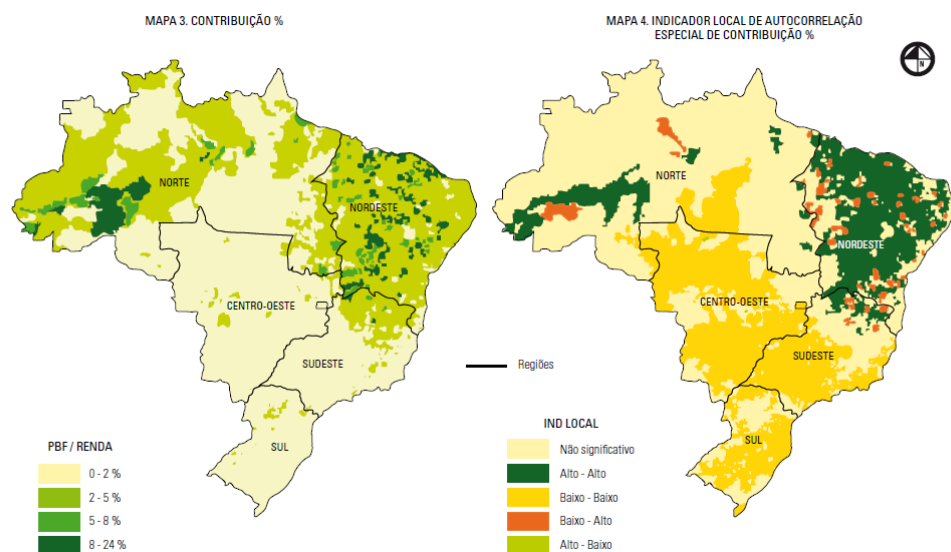 MAPA 3. CONTRIBUIÇÃO %
NORTE
NORDESTE
CENTRO-OESTE
SUDESTE
SUL
PBF / RENDA
0 - 2 %
2 - 5 %
5 - 8 %
8 - 24 %
Regiões
MAPA 4. INDICADOR LOCAL DE AUTOCORRELAÇÃO
ESPECIAL DE CONTRIBUIÇÃO %
N
NORTE
NORDESTE
CENTRO-OESTE
SUDESTE
SUL
IND LOCAL
Não significativo
Alto - Alto
Baixo - Baixo
Baixo - Alto
Alto - Baixo